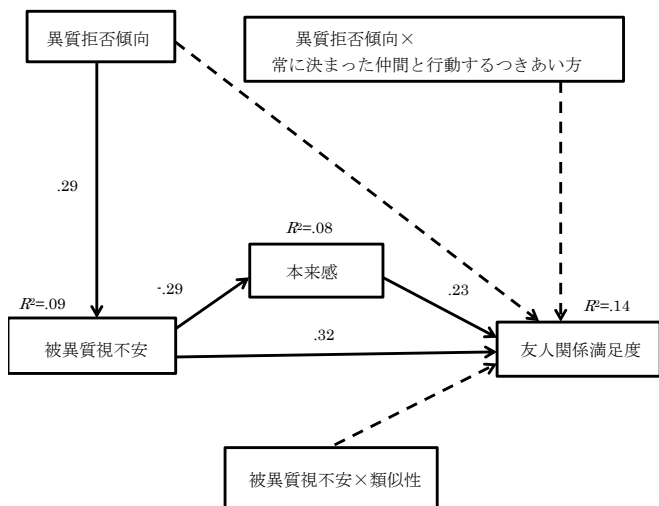 異質拒否傾向
異質拒否傾向×
常に決まった仲間と行動するつきあい方
.29
R²=.08
本来感
-.29
.23
R²=.09
R²=.14
被異質視不安
.32
友人関係満足度
被異質視不安×類似性